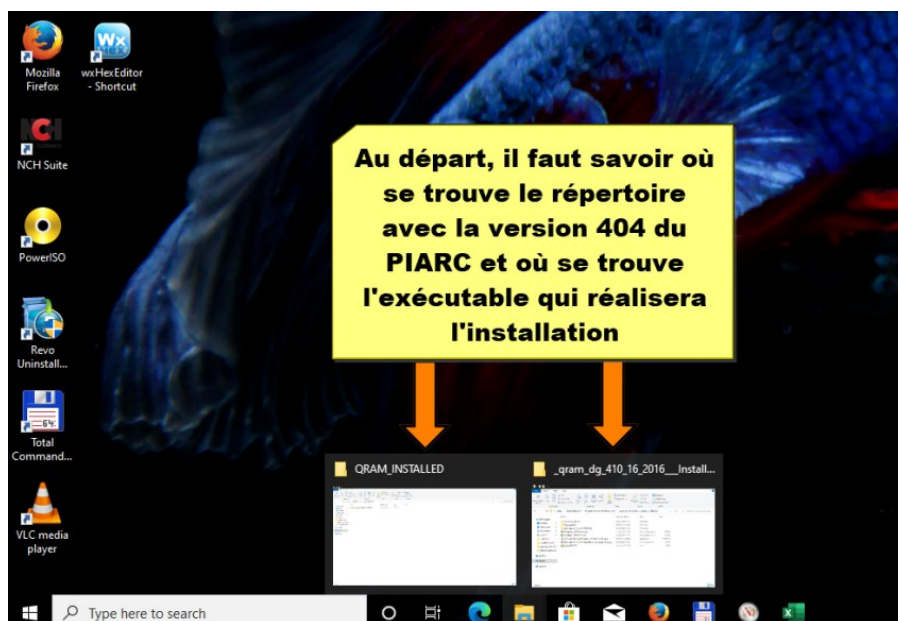 Mozilla
Firefox
wxHexEditor
- Shortcut
NCH Suite
PowerISO
Revo
Uninstall...
Total
Command...
VLC media
player
Au départ, il faut savoir où
se trouve le répertoire
avec la version 404 du
PIARC et où se trouve
l'exécutable qui réalisera
l'installation
QRAM_INSTALLED
_qram_dg_410_16_2016__Install...
Type here to search